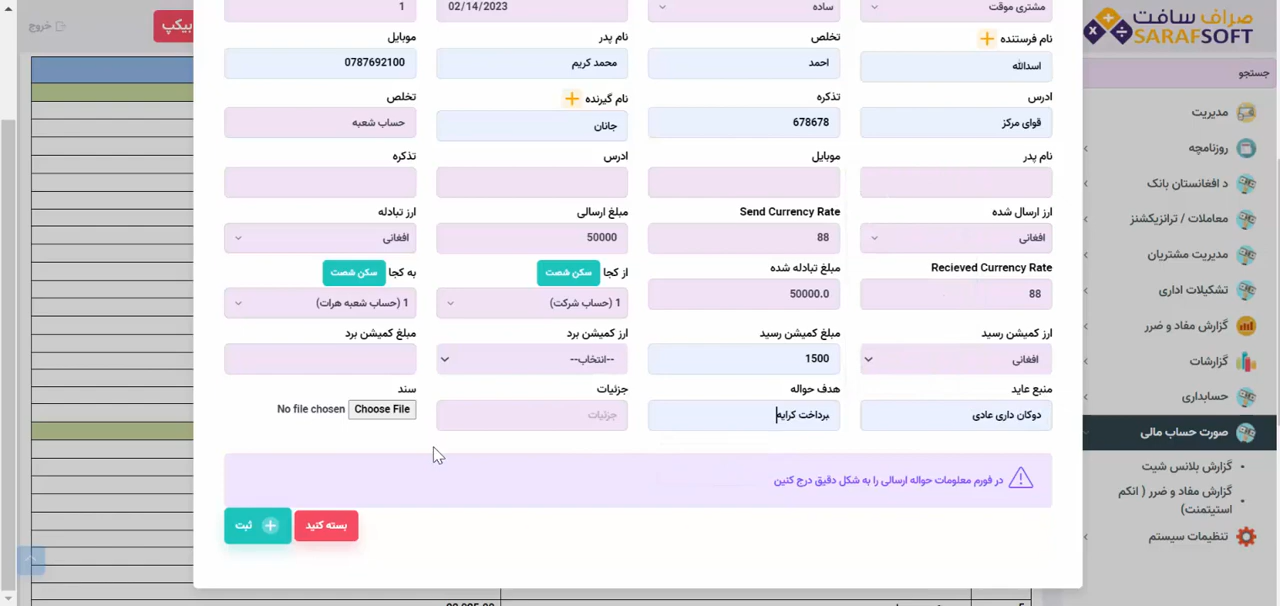 صراف سافت
SARAFSOFT
خروج
بیکپ
جستجو
مدیریت
روزنامچه
د افغانستان بانک
معاملات / ترانزیکشنز
مدیریت مشتریان
تشکیلات اداری
گزارش مفاد و ضرر
گزارشات
حسابداری
صورت حساب مالی
گزارش بلانس شیت
گزارش مفاد و ضرر ( انکم
استیتمنت)
تنظیمات سیستم
مشتری موقت
ساده
02/14/2023
1
نام فرستنده
تخلص
نام پدر
موبایل
اسدالله
احمد
محمد کریم
0787692100
ادرس
تذکره
نام گیرنده
تخلص
قوای مرکز
678678
جانان
حساب شعبه
نام پدر
موبایل
ادرس
تذکره
ارز ارسال شده
Send Currency Rate
مبلغ ارسالی
ارز تبادله
افغانی
88
50000
افغانی
Recieved Currency Rate
مبلغ تبادله شده
از کجا
سکن شصت
به کجا
سکن شصت
88
50000.0
1 (حساب شرکت)
1 (حساب شعبه هرات)
ارز کمیشن رسید
مبلغ کمیشن رسید
ارز کمیشن برد
مبلغ کمیشن برد
افغانی
1500
--انتخاب--
منبع عاید
هدف حواله
جزئیات
سند
دوکان داری عادی
برداخت کرایه
جزئیات
Choose File
No file chosen
در فورم معلومات حواله ارسالی را به شکل دقیق درج کنین
بسته کنید
ثبت